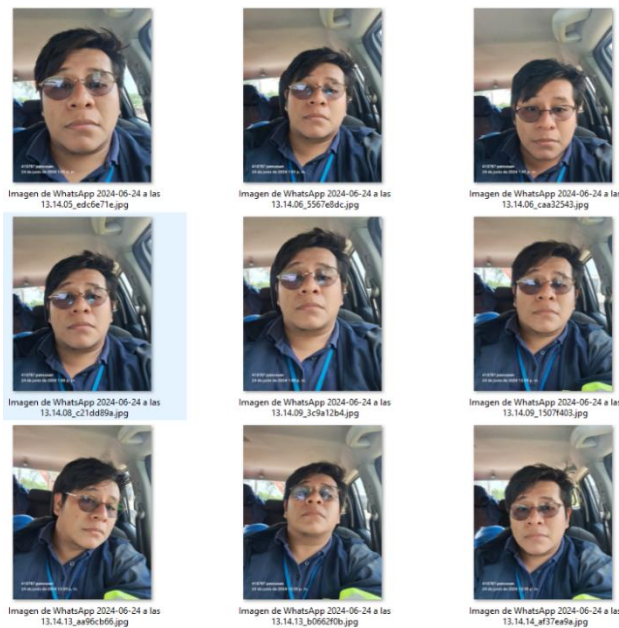 Imagen de WhatsApp 2024-06-24 a las
13.14.05_edc6e71e.jpg
Imagen de WhatsApp 2024-06-24 a las
13.14.06_5567e8dc.jpg
Imagen de WhatsApp 2024-06-24 a las
13.14.06_caa32543.jpg
Imagen de WhatsApp 2024-06-24 a las
13.14.08_c21dd89a.jpg
Imagen de WhatsApp 2024-06-24 a las
13.14.09_3c9a12b4.jpg
Imagen de WhatsApp 2024-06-24 a las
13.14.09_1507f403.jpg
Imagen de WhatsApp 2024-06-24 a las
13.14.13_aa96cb66.jpg
Imagen de WhatsApp 2024-06-24 a las
13.14.13_b0662f0b.jpg
Imagen de WhatsApp 2024-06-24 a las
13.14.14_af37ea9a.jpg